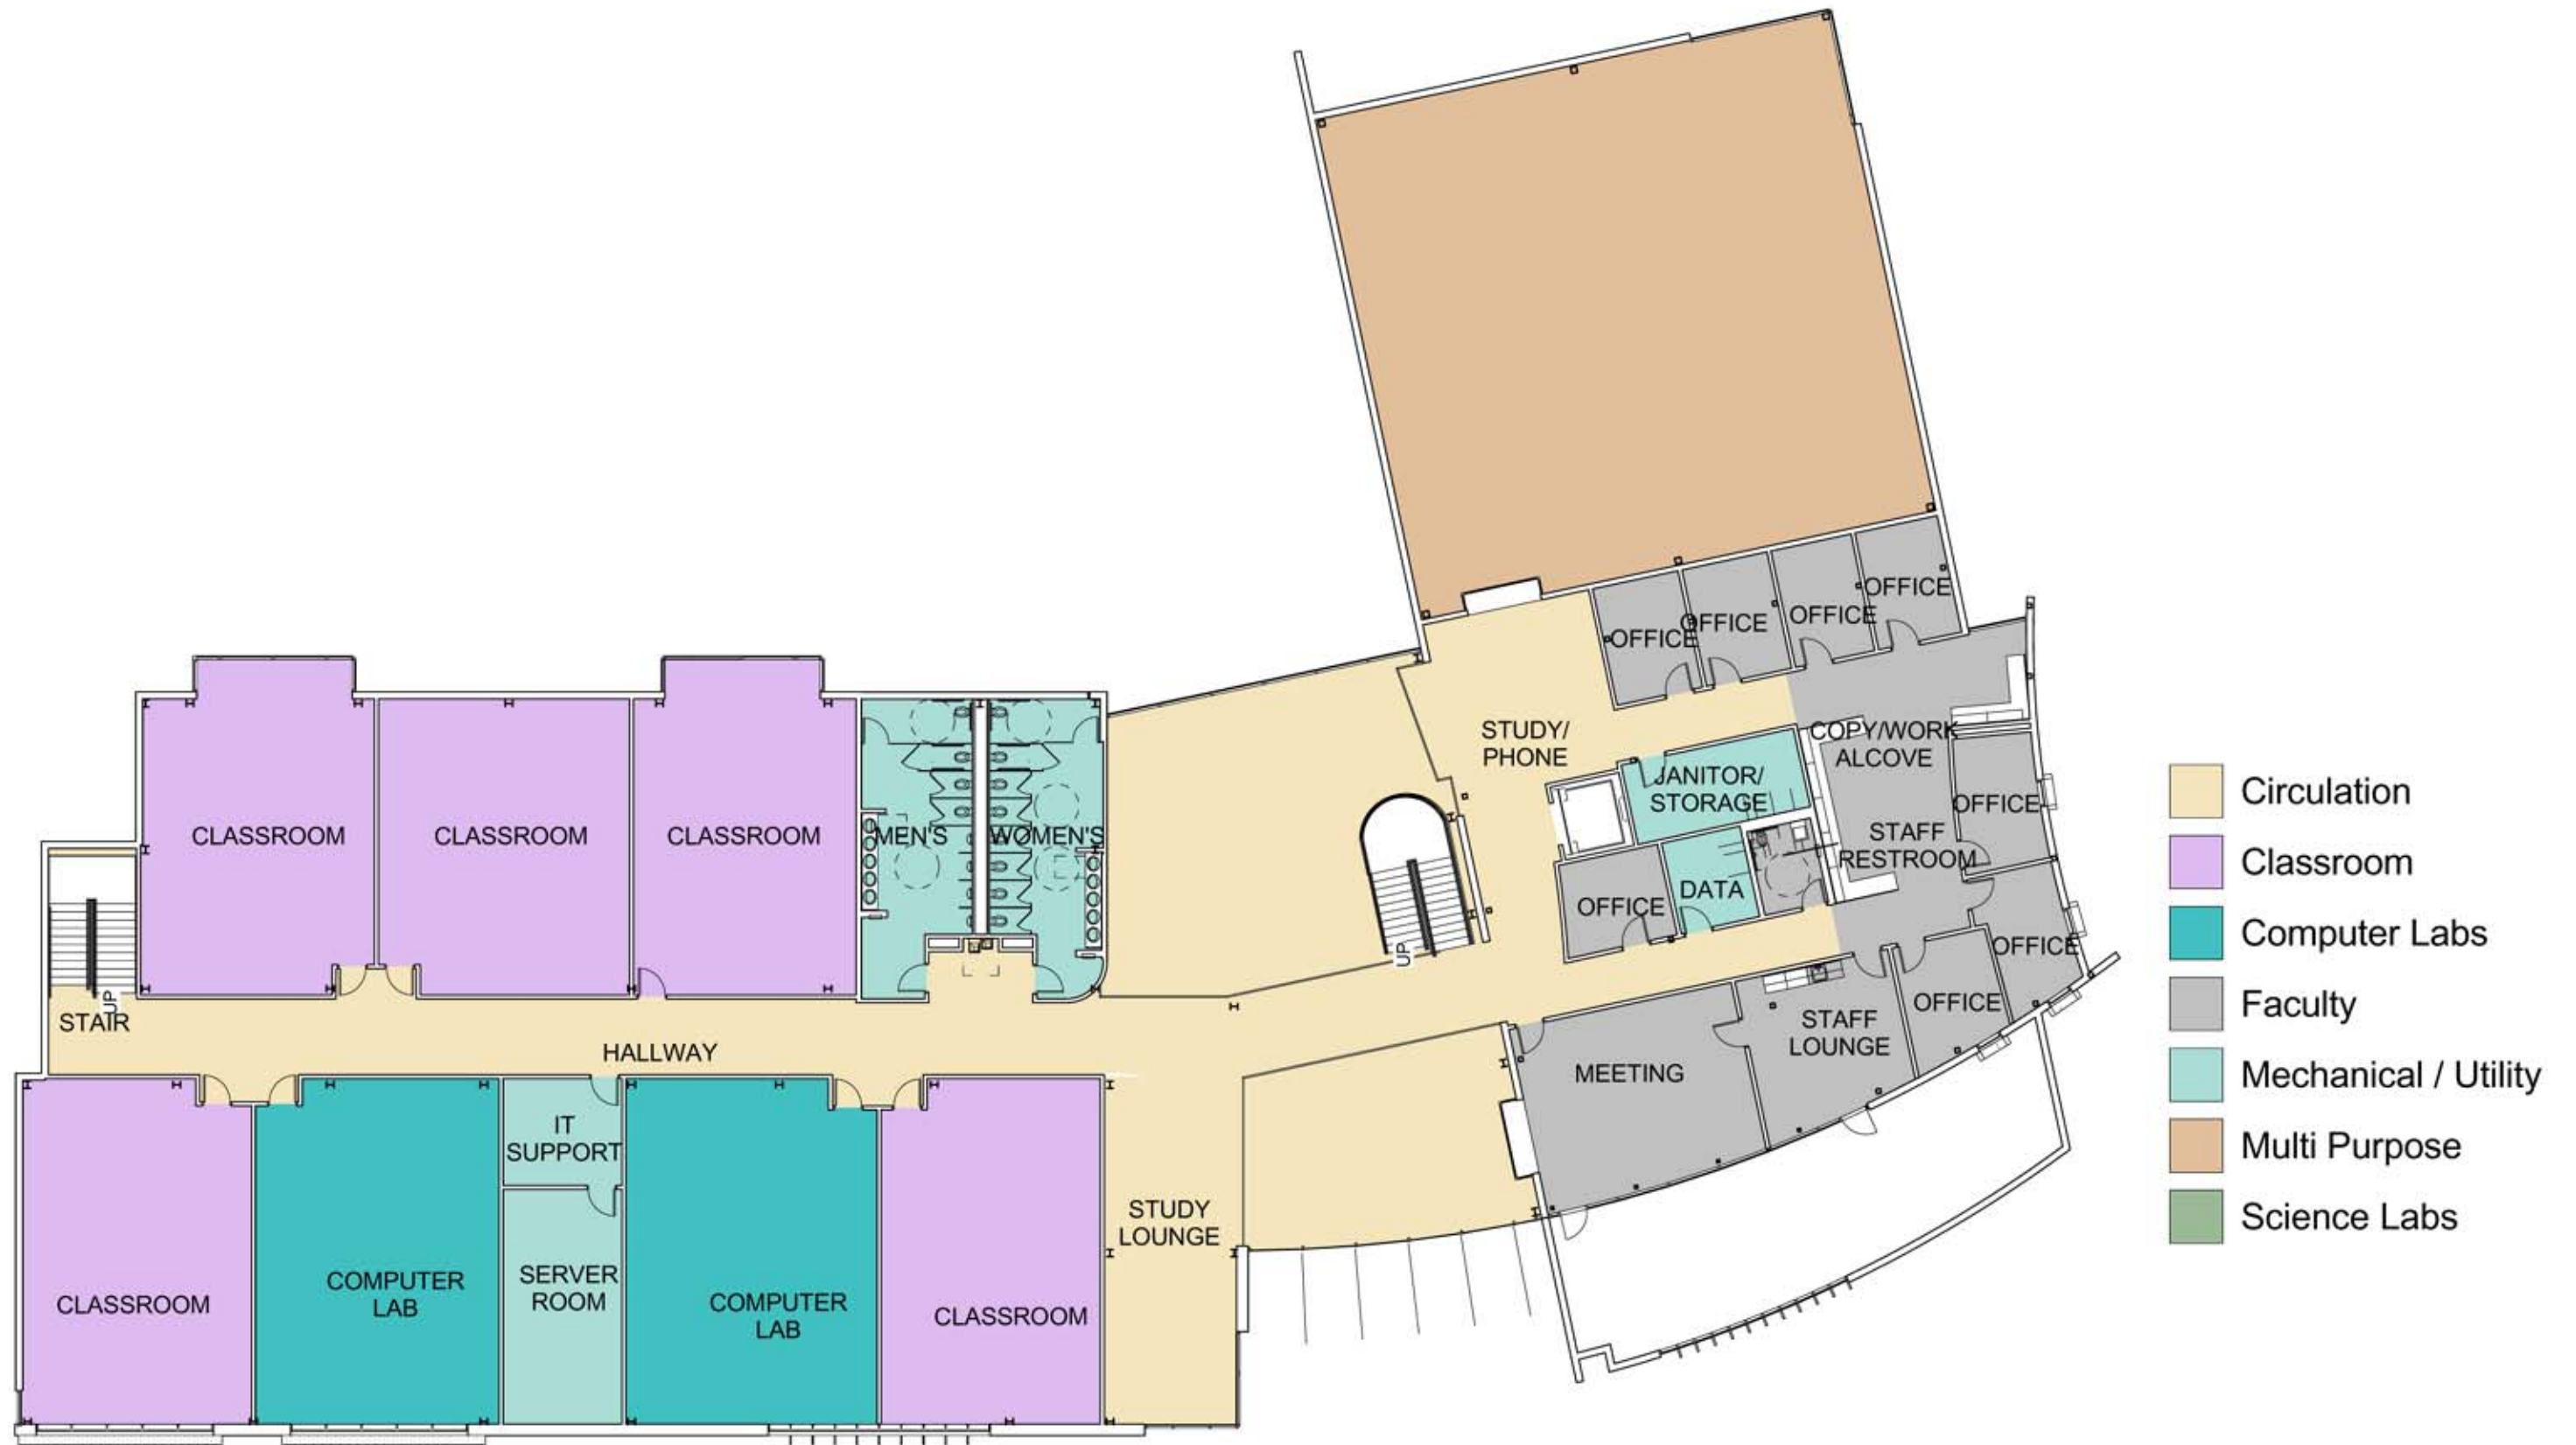 OFFICE
OFFICE
OFFICE
OFFICE
STUDY/
PHONE
COPY/WORK
ALCOVE
JANITOR/
STORAGE
OFFICE
CLASSROOM
CLASSROOM
CLASSROOM
MEN'S
WOMEN'S
STAFF
RESTROOM
OFFICE
DATA
OFFICE
UP
UP
STAIR
HALLWAY
OFFICE
STAFF
LOUNGE
MEETING
IT
SUPPORT
STUDY
LOUNGE
CLASSROOM
COMPUTER
LAB
SERVER
ROOM
COMPUTER
LAB
CLASSROOM
Circulation
Classroom
Computer Labs
Faculty
Mechanical / Utility
Multi Purpose
Science Labs